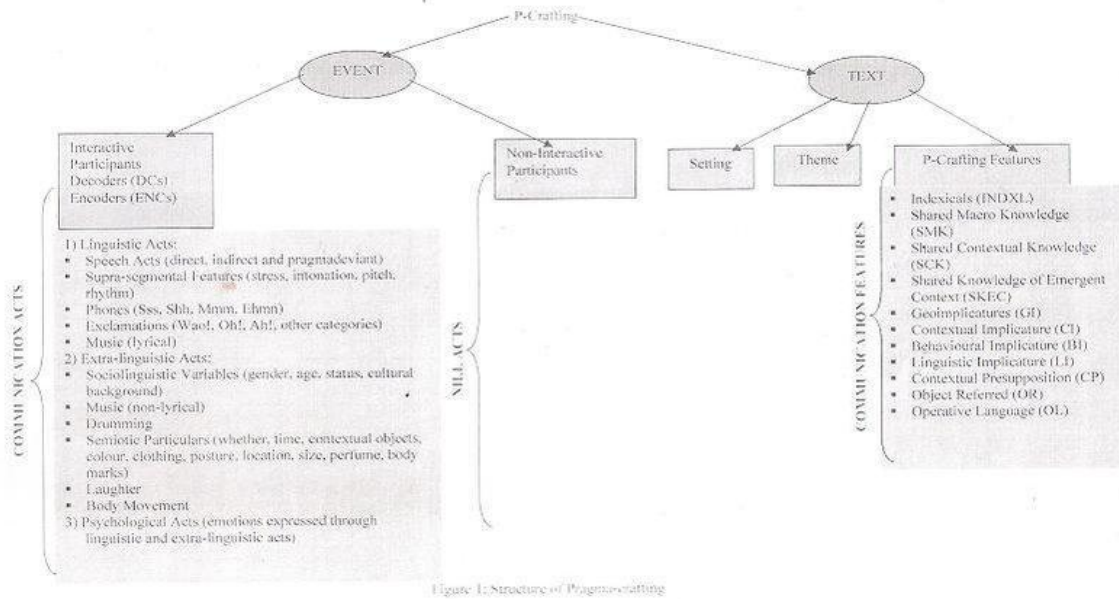 P-Crafting
EVENT
TEXT
Interactive
Participants
Decoders (DCs)
Encoders (ENCs)
Non-Interactive
Participants
Setting
Theme
P-Crafting Features
COMMUNICATION ACTS
1) Linguistic Acts:
▪ Speech Acts (direct, indirect and pragmadeviant)
▪ Supra-segmental Features (stress, intonation, pitch,
rhythm)
▪ Phones (Sss, Shh, Mmm, Ehmn)
▪ Exclamations (Wao!, Oh!, Ah!, other categories)
▪ Music (lyrical)
2) Extra-linguistic Acts:
▪ Sociolinguistic Variables (gender, age, status, cultural
background)
▪ Music (non-lyrical)
▪ Drumming
▪ Semiotic Particulars (whether, time, contextual objects,
colour, clothing, posture, location, size, perfume, body
marks)
▪ Laughter
▪ Body Movement
3) Psychological Acts (emotions expressed through
linguistic and extra-linguistic acts)
ACTS
COMMUNICATION FEATURES
▪ Indexicals (INDXL)
▪ Shared Macro Knowledge
(SMK)
▪ Shared Contextual Knowledge
(SCK)
▪ Shared Knowledge of Emergent
Context (SKEC)
▪ Geoimplicatures (GI)
▪ Contextual Implicature (CI)
▪ Behavioural Implicature (BI)
▪ Linguistic Implicature (LI)
▪ Contextual Presupposition (CP)
▪ Object Referred (OR)
▪ Operative Language (OL)
Figure 1: Structure of Pragma-crafting